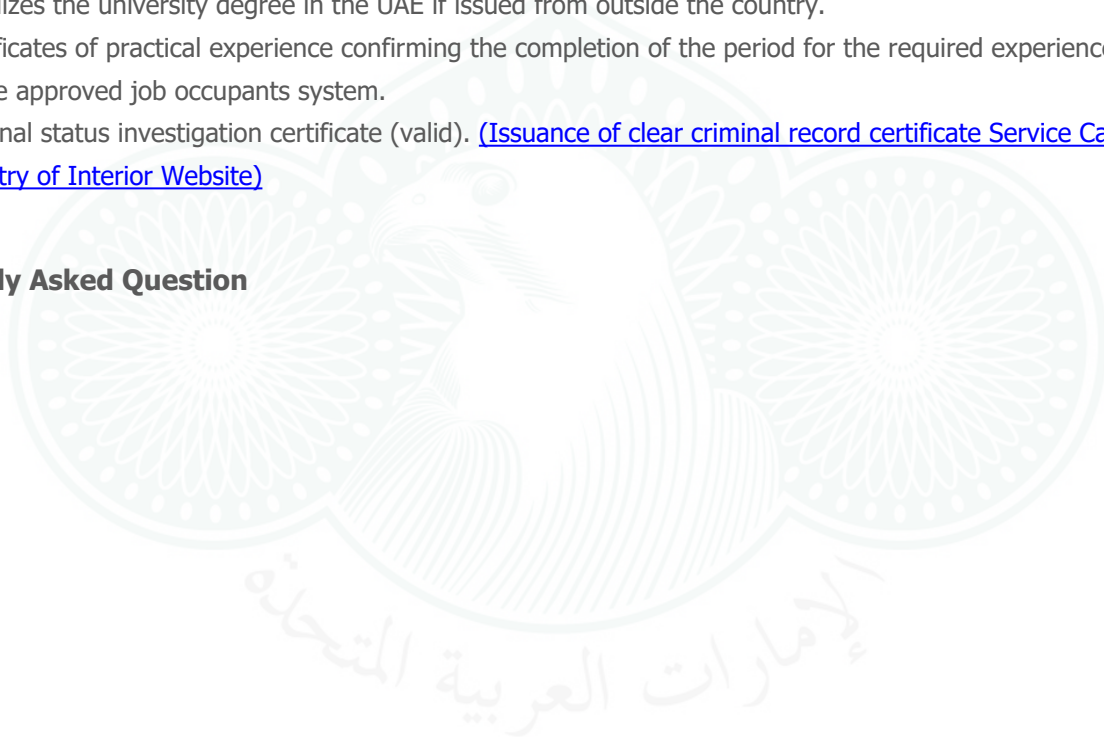 lizes the university degree in the UAE if issued from outside the country.
ficates of practical experience confirming the completion of the period for the required experience
e approved job occupants system.
nal status investigation certificate (valid). (Issuance of clear criminal record certificate Service Ca
try of Interior Website)
ly Asked Question
الإمارات العربية المتحدة